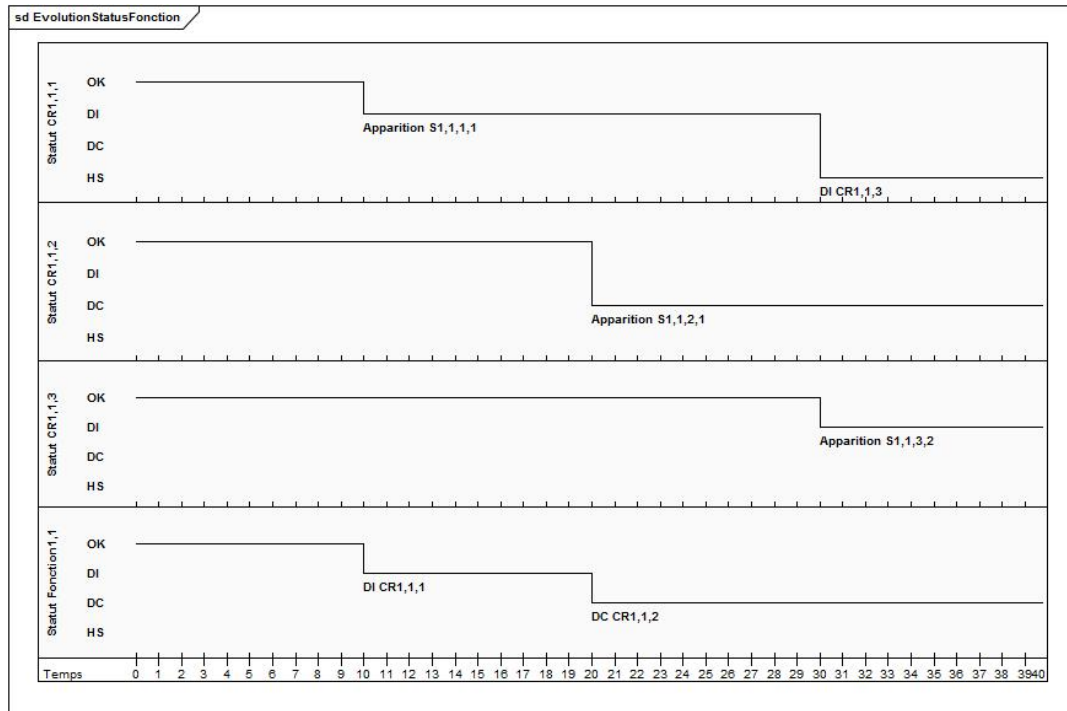 sd EvolutionStatusFonction
Statut CR1,1,1
OK
DI
DC
HS
Apparition S1,1,1,1
DI CR1,1,3
Statut CR1,1,2
OK
DI
DC
HS
Apparition S1,1,2,1
Statut CR1,1,3
OK
DI
DC
HS
Apparition S1,1,3,2
Statut Fonction1,1
OK
DI
DC
HS
DI CR1,1,1
DC CR1,1,2
Temps 0 1 2 3 4 5 6 7 8 9 10 11 12 13 14 15 16 17 18 19 20 21 22 23 24 25 26 27 28 29 30 31 32 33 34 35 36 37 38 39 40